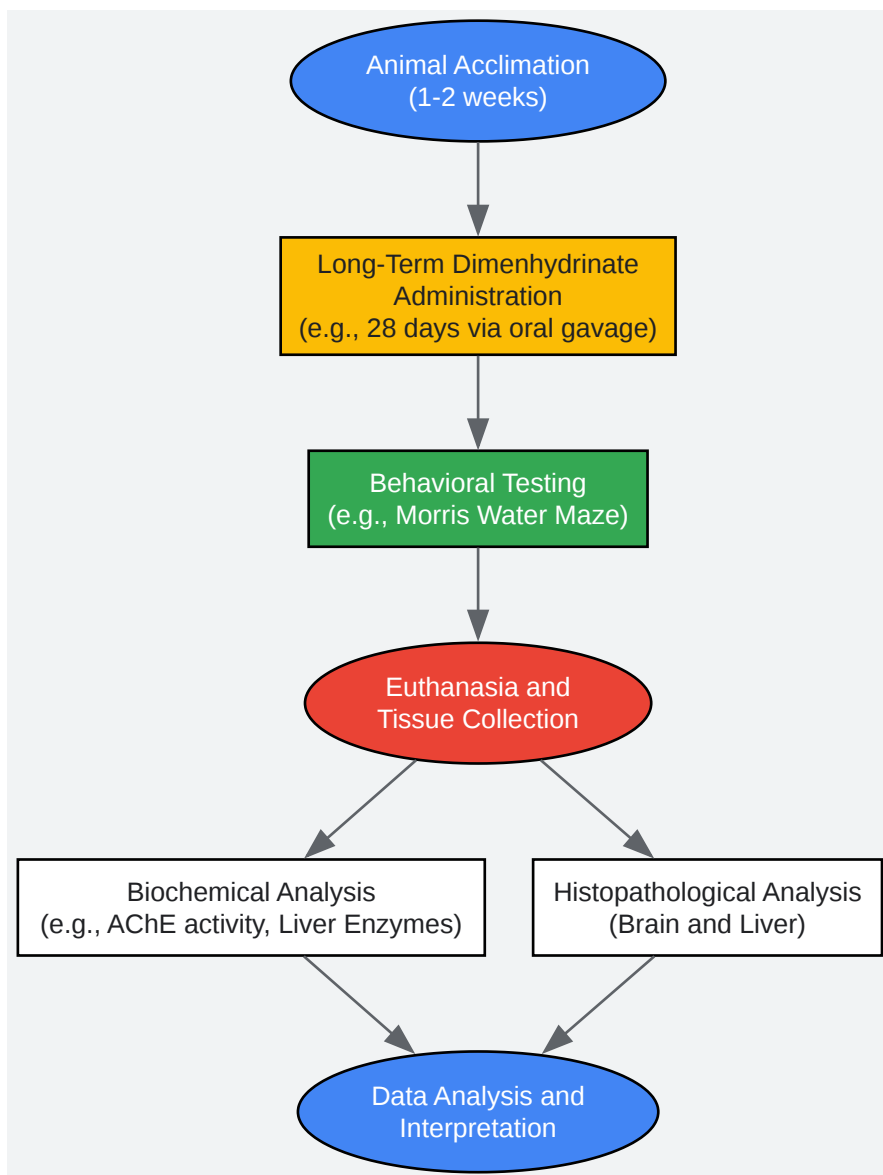 Animal Acclimation
(1-2 weeks)
Long-Term Dimenhydrinate
Administration
(e.g., 28 days via oral gavage)
Behavioral Testing
(e.g., Morris Water Maze)
Euthanasia and
Tissue Collection
Biochemical Analysis
(e.g., AChE activity, Liver Enzymes)
Histopathological Analysis
(Brain and Liver)
Data Analysis and
Interpretation